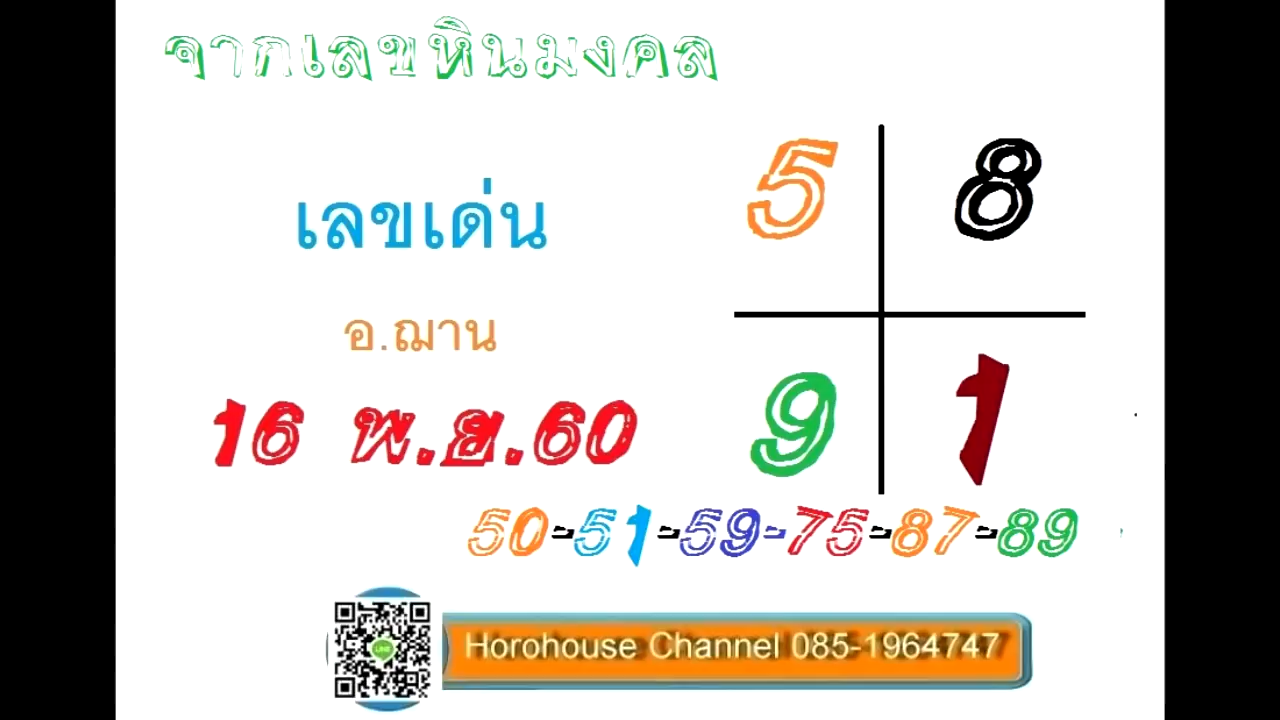 จากเลขหินมงคล
เลขเด่น
อ.ฌาน
16 พ.ย.60
5 8
9 1
50-51-59-75-87-89
LINE
Horohouse Channel 085-1964747